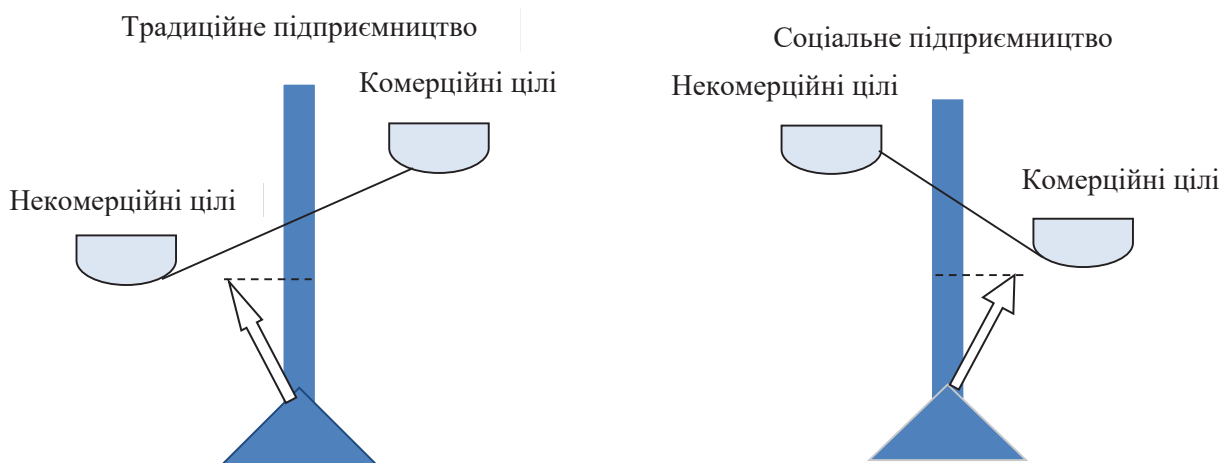 Традиційне підприємництво
Комерційні цілі
Некомерційні цілі
Соціальне підприємництво
Некомерційні цілі
Комерційні цілі